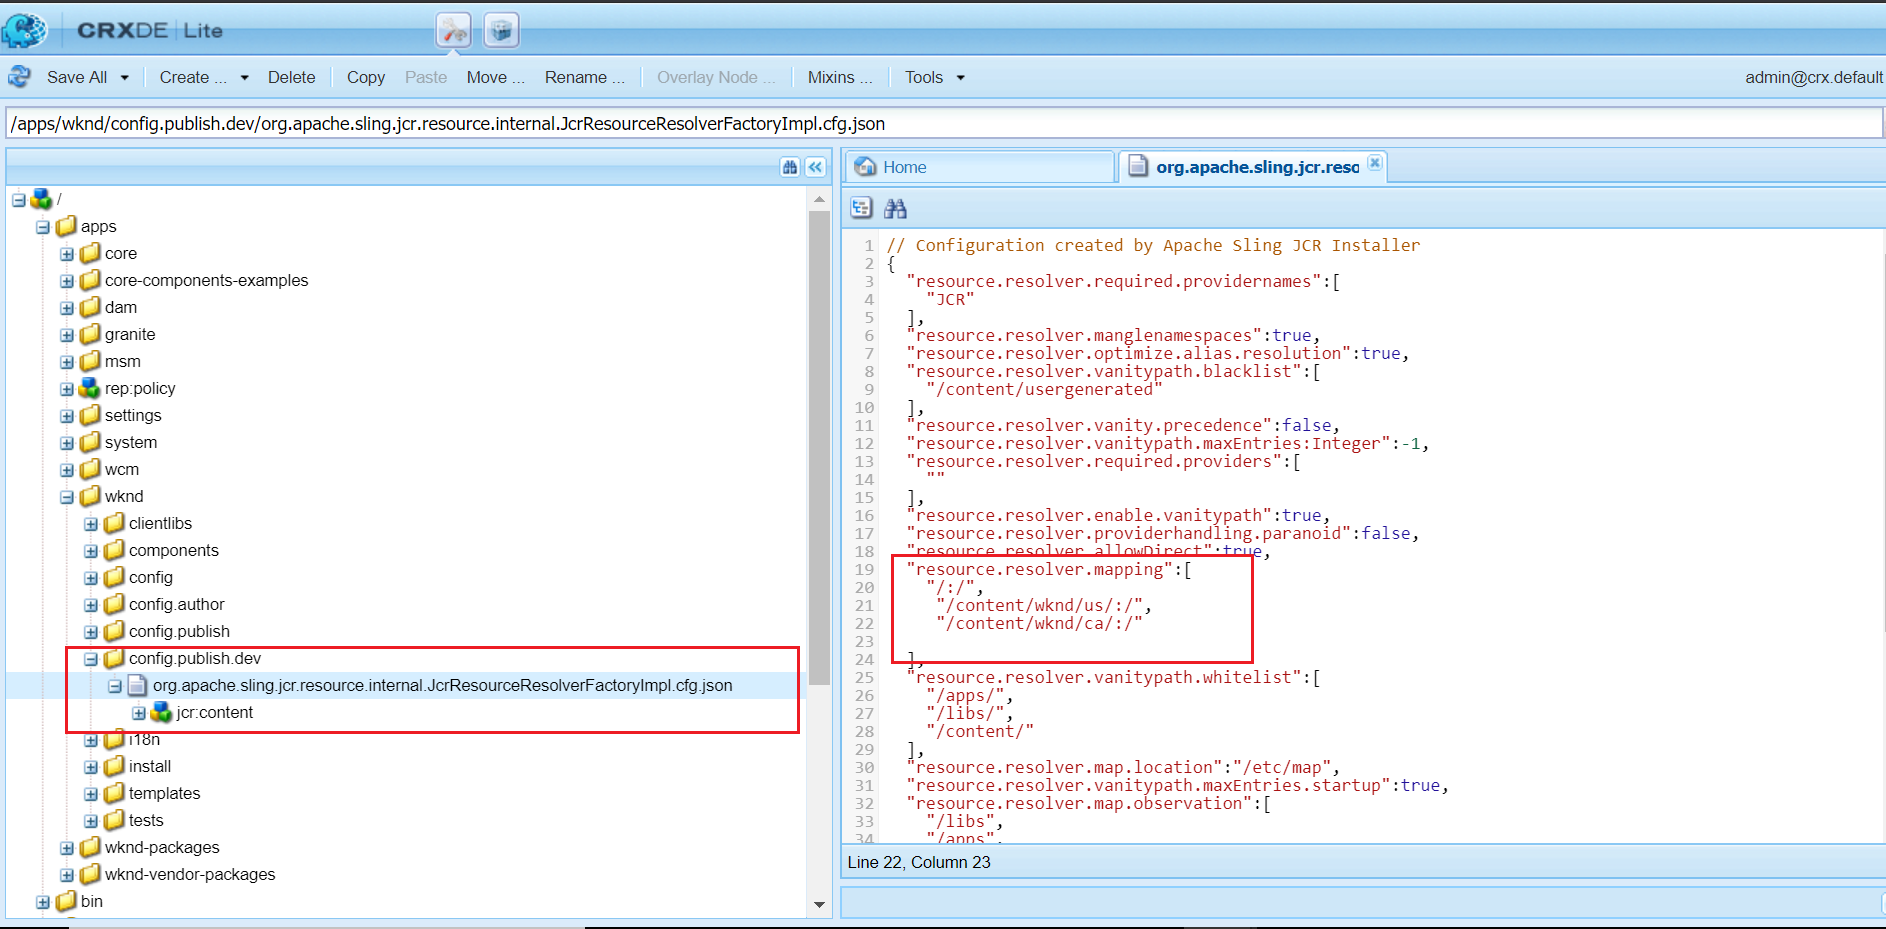 CRXDE | Lite
Save All Create ... Delete Copy Paste Move ... Rename ... Overlay Node ... Mixins ... Tools admin@crx.default
/apps/wknd/config.publish.dev/org.apache.sling.jcr.resource.internal.JcrResourceResolverFactoryImpl.cfg.json
/
apps
core
core-components-examples
dam
granite
msm
rep:policy
settings
system
wcm
wknd
clientlibs
components
config
config.author
config.publish
config.publish.dev
org.apache.sling.jcr.resource.internal.JcrResourceResolverFactoryImpl.cfg.json
jcr:content
i18n
install
templates
tests
wknd-packages
wknd-vendor-packages
bin
Home org.apache.sling.jcr.reso
1 // Configuration created by Apache Sling JCR Installer
2 {
3 "resource.resolver.required.providernames":[
4 "JCR"
5 ],
6 "resource.resolver.manglenamespaces":true,
7 "resource.resolver.optimize.alias.resolution":true,
8 "resource.resolver.vanitypath.blacklist":[
9 "/content/usergenerated"
10 ],
11 "resource.resolver.vanity.precedence":false,
12 "resource.resolver.vanitypath.maxEntries:Integer":-1,
13 "resource.resolver.required.providers":[
14 ""
15 ],
16 "resource.resolver.enable.vanitypath":true,
17 "resource.resolver.providerhandling.paranoid":false,
18 "resource.resolver.allowDirect":true,
19 "resource.resolver.mapping":[
20 "/:/",
21 "/content/wknd/us/:/",
22 "/content/wknd/ca/:/"
23
24 ],
25 "resource.resolver.vanitypath.whitelist":[
26 "/apps/",
27 "/libs/",
28 "/content/"
29 ],
30 "resource.resolver.map.location":"/etc/map",
31 "resource.resolver.vanitypath.maxEntries.startup":true,
32 "resource.resolver.map.observation":[
33 "/libs",
34 "/apps",
Line 22, Column 23